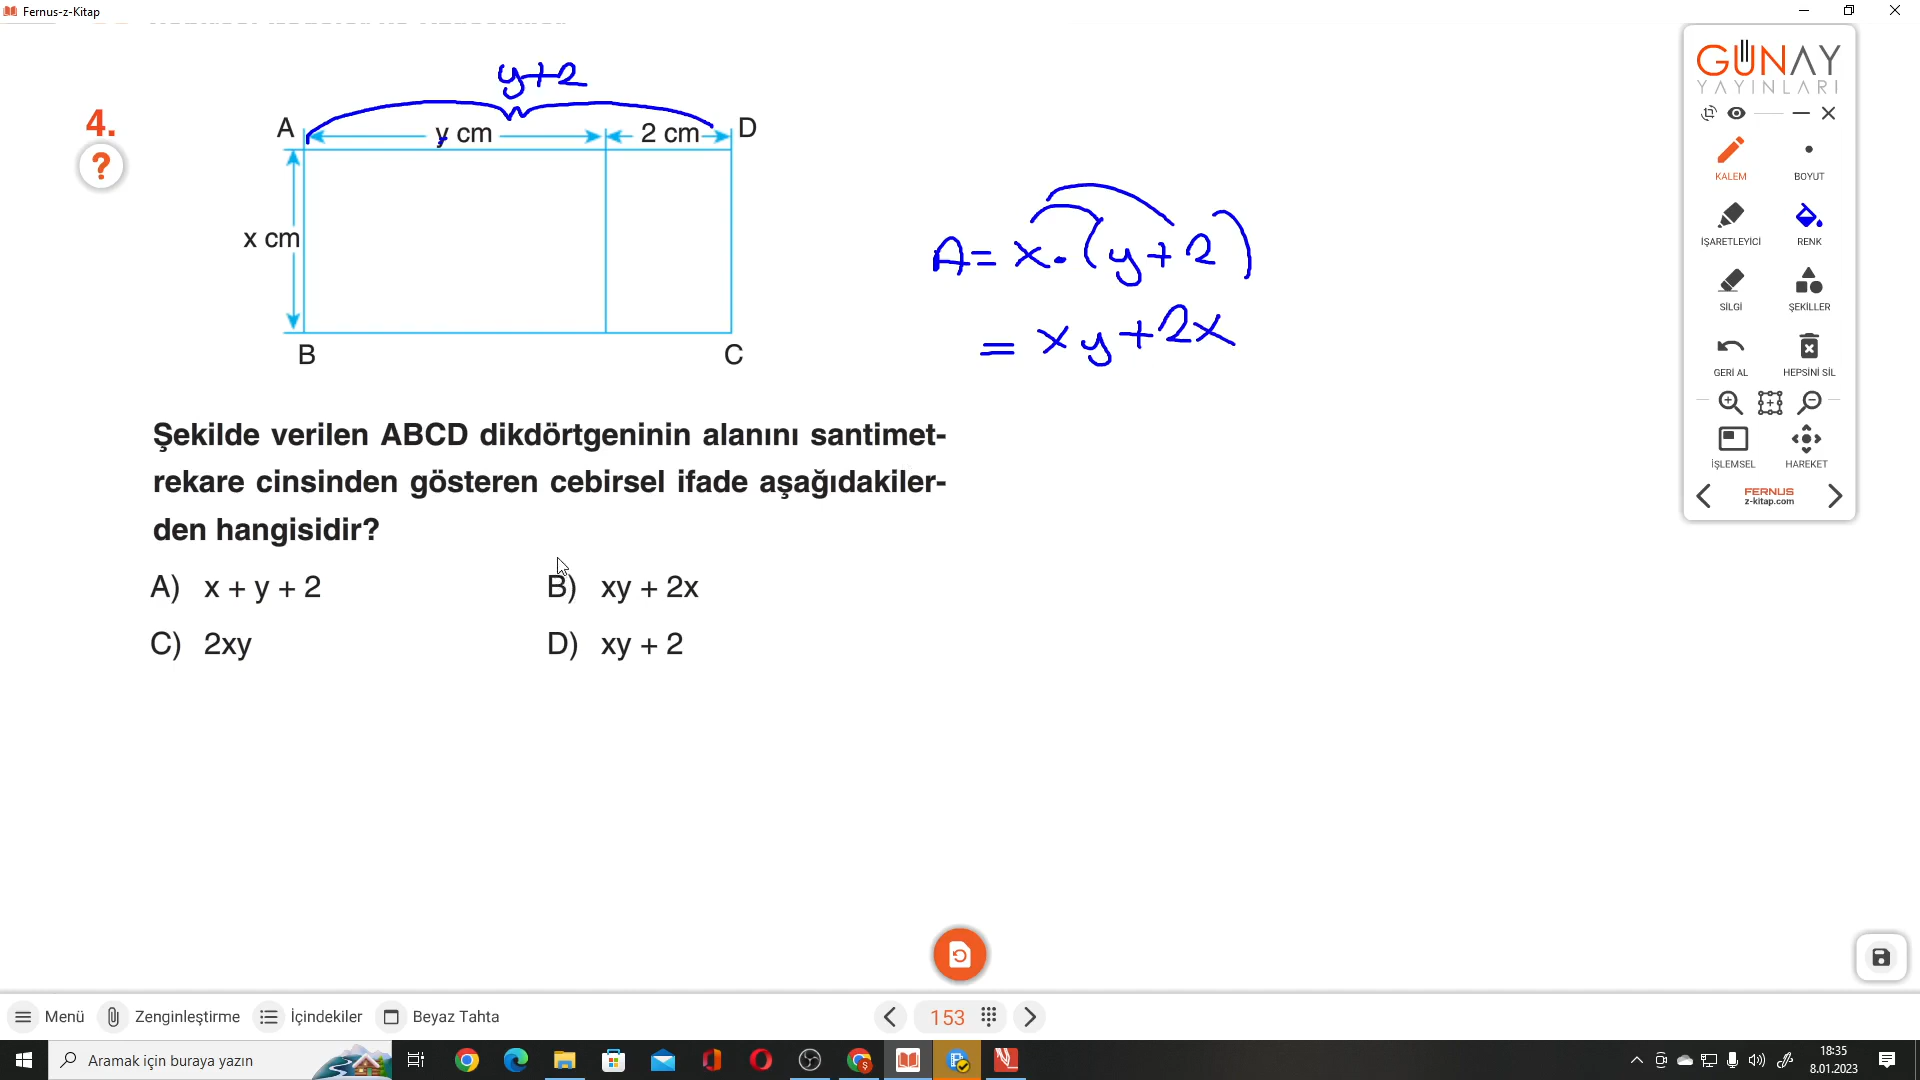 Fernus-z-Kitap
y+2
4.
?
A
y cm
2 cm
D
x cm
B
C
A= x.(y+2)
= xy+2x
Şekilde verilen ABCD dikdörtgeninin alanını santimet-
rekare cinsinden gösteren cebirsel ifade aşağıdakiler-
den hangisidir?
A) x + y + 2
B) xy + 2x
C) 2xy
D) xy + 2
GÜNAY
YAYINLARI
KALEM
BOYUT
İŞARETLEYİCİ
RENK
SİLGİ
ŞEKİLLER
GERİ AL
HEPSİNİ SİL
İŞLEMSEL
HAREKET
FERNUS
z-kitap.com
Menü
Zenginleştirme
İçindekiler
Beyaz Tahta
153
Aramak için buraya yazın
18:35
8.01.2023